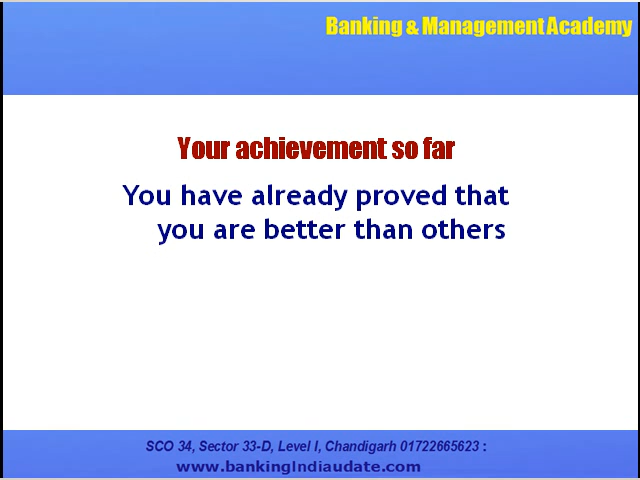 Banking & Management Academy
Your achievement so far
You have already proved that
you are better than others
SCO 34, Sector 33-D, Level I, Chandigarh 01722665623 :
www.bankingIndiaudate.com